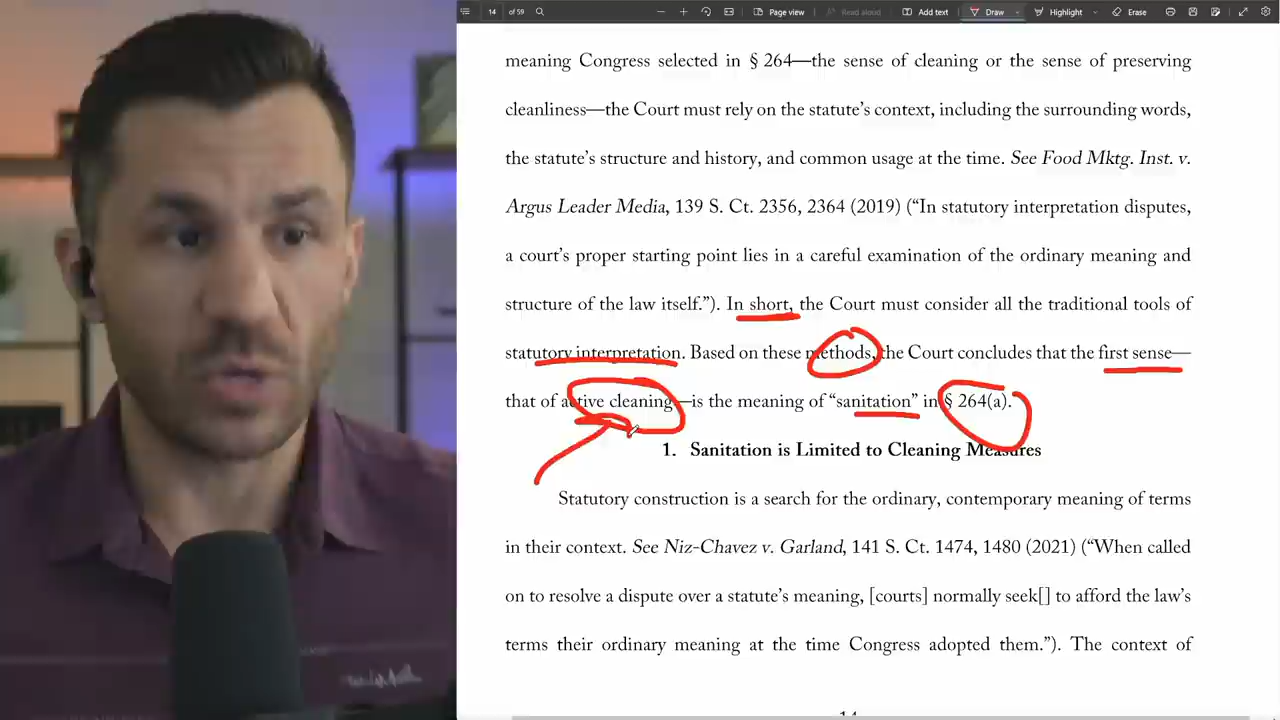 14 of 59 Page view Read aloud Add text Draw Highlight Erase
meaning Congress selected in § 264—the sense of cleaning or the sense of preserving
cleanliness—the Court must rely on the statute's context, including the surrounding words,
the statute's structure and history, and common usage at the time. See Food Mktg. Inst. v.
Argus Leader Media, 139 S. Ct. 2356, 2364 (2019) (“In statutory interpretation disputes,
a court's proper starting point lies in a careful examination of the ordinary meaning and
structure of the law itself.”). In short, the Court must consider all the traditional tools of
statutory interpretation. Based on these methods, the Court concludes that the first sense—
that of active cleaning—is the meaning of “sanitation” in § 264(a).
1. Sanitation is Limited to Cleaning Measures
Statutory construction is a search for the ordinary, contemporary meaning of terms
in their context. See Niz-Chavez v. Garland, 141 S. Ct. 1474, 1480 (2021) (“When called
on to resolve a dispute over a statute's meaning, [courts] normally seek[] to afford the law's
terms their ordinary meaning at the time Congress adopted them.”). The context of
14